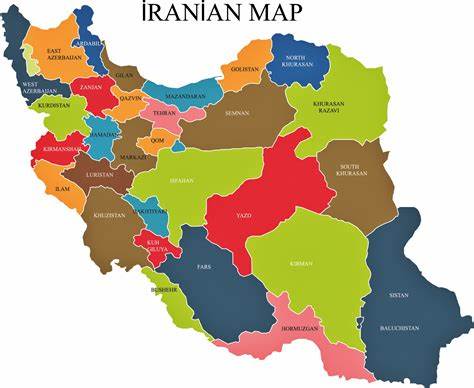 İRANİAN MAP
ARDABIL
EAST
AZERBAIJAN
NORTH
KHURASAN
GOLISTAN
GILAN
WEST
AZERBAIJAN
ZANJAN
QAZVIN
MAZANDARAN
KURDISTAN
TEHRAN
SEMNAN
KHURASAN
RAZAVI
HAMADAN
QOM
KIRMANSHAH
MARKAZI
LURISTAN
ISFAHAN
SOUTH
KHURASAN
ILAM
KHUZISTAN
YAZD
KUH
GILUYA
FARS
KIRMAN
BUSHEHR
SISTAN
HORMUZGAN
BALUCHISTAN